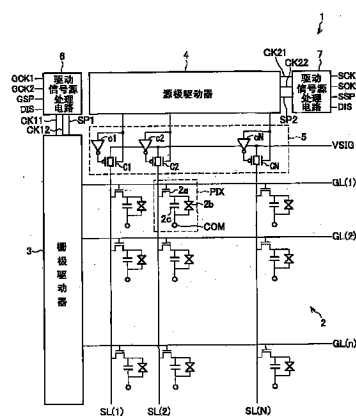 1
6
4
CK21
CK22
7
GCK1
GCK2
GSP
DIS
驱动
信号源
处理
电路
源极驱动器
驱动
信号源
处理
电路
SCK
SSP
DIS
CK11
CK12
SP1
SP2
5
c1
c2
cN
VSIG
C1
C2
CN
2a
PIX
GL(1)
2b
2c
COM
3
栅极驱动器
GL(2)
2
GL(n)
SL(1)
SL(2)
SL(N)